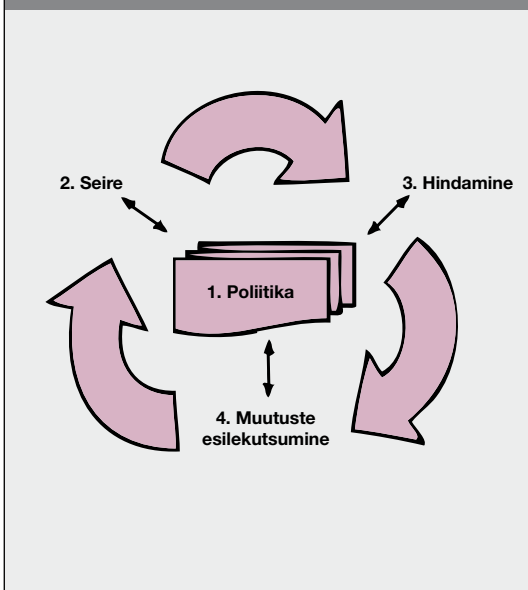 2. Seire
3. Hindamine
1. Poliitika
4. Muutuste
esilekutsumine